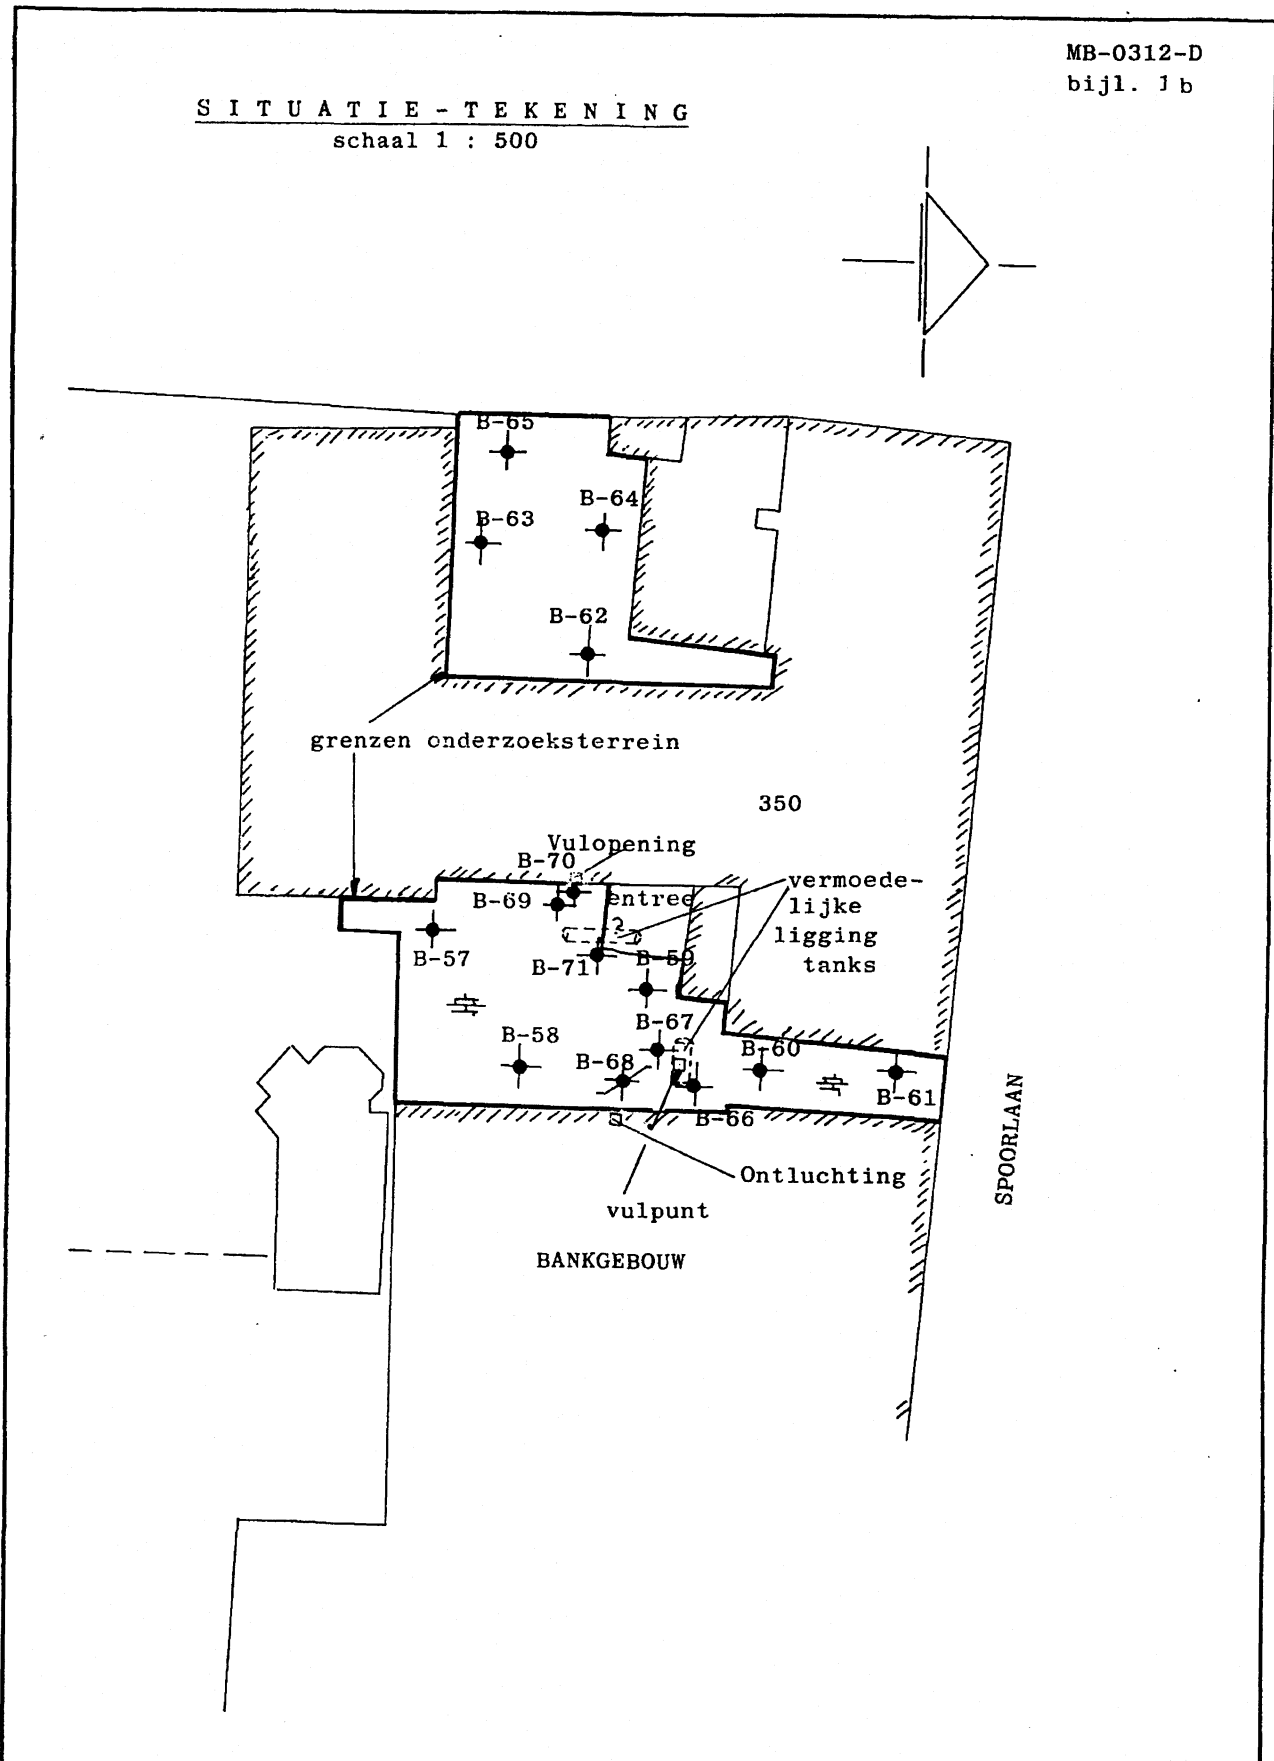 MB-0312-D
bijl. 1b
SITUATIE-TEKENING
schaal 1 : 500
B-65
B-64
B-63
B-62
grenzen onderzoeksterrein
350
Vulopening
B-70
vermoede-
lijke
ligging
tanks
B-69
entree
?
B-57
B-71
B-59
B-67
B-58
B-60
B-68
B-61
B-66
SPOORLAAN
Ontluchting
vulpunt
BANKGEBOUW